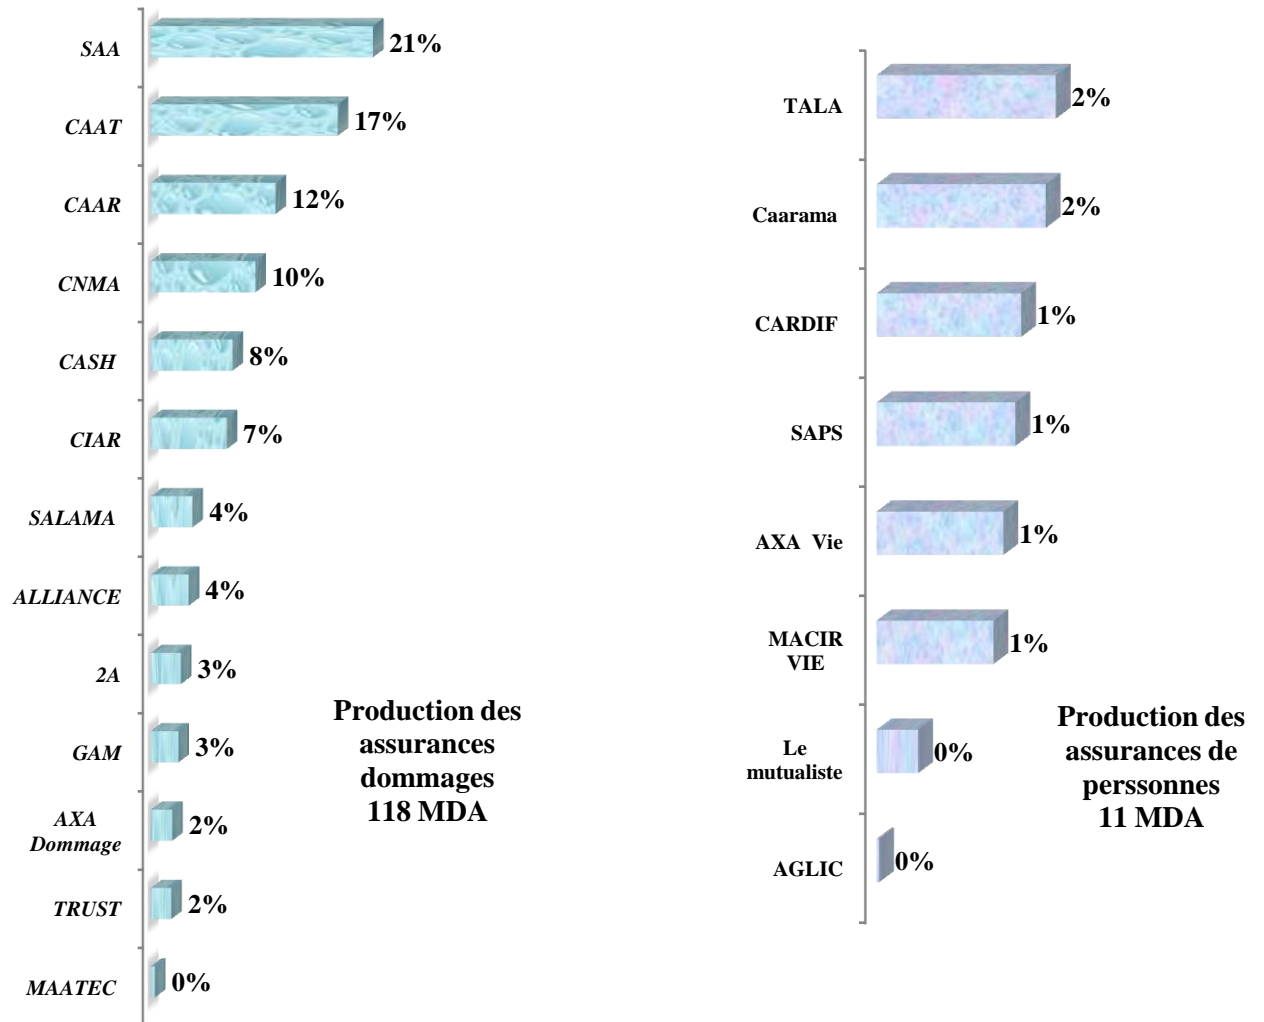 SAA 21%
CAAT 17%
CAAR 12%
CNMA 10%
CASH 8%
CIAR 7%
SALAMA 4%
ALLIANCE 4%
2A 3%
GAM 3%
AXA
Dommage 2%
TRUST 2%
MAATEC 0%
Production des
assurances
dommages
118 MDA
TALA 2%
Caarama 2%
CARDIF 1%
SAPS 1%
AXA Vie 1%
MACIR
VIE 1%
Le
mutualiste 0%
AGLIC 0%
Production des
assurances de
perssonnes
11 MDA